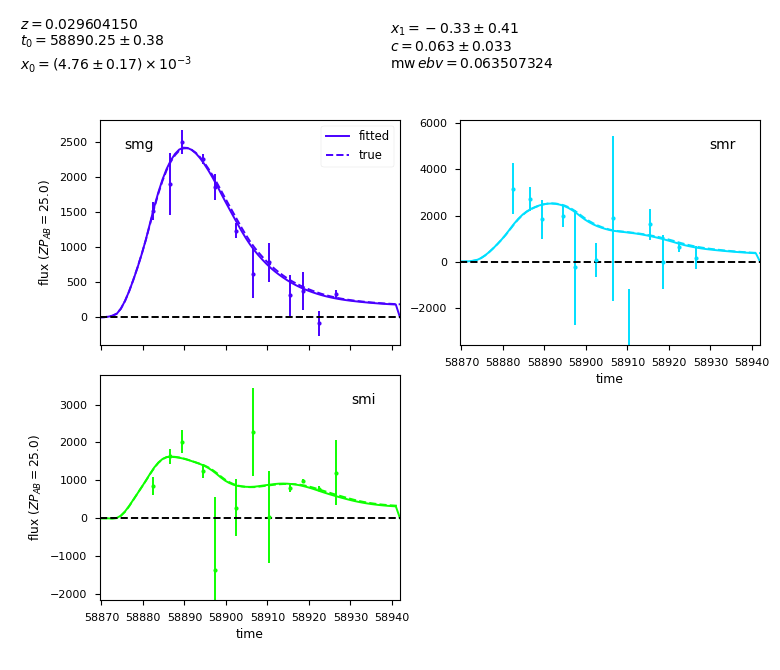 z = 0.029604150
t₀ = 58890.25 ± 0.38
x₀ = (4.76 ± 0.17) × 10⁻³
x₁ = −0.33 ± 0.41
c = 0.063 ± 0.033
mw ebv = 0.063507324
smg
fitted
true
2500
2000
1500
1000
500
0
flux (ZP_AB = 25.0)
smr
6000
4000
2000
0
−2000
58870 58880 58890 58900 58910 58920 58930 58940
time
smi
3000
2000
1000
0
−1000
−2000
flux (ZP_AB = 25.0)
58870 58880 58890 58900 58910 58920 58930 58940
time